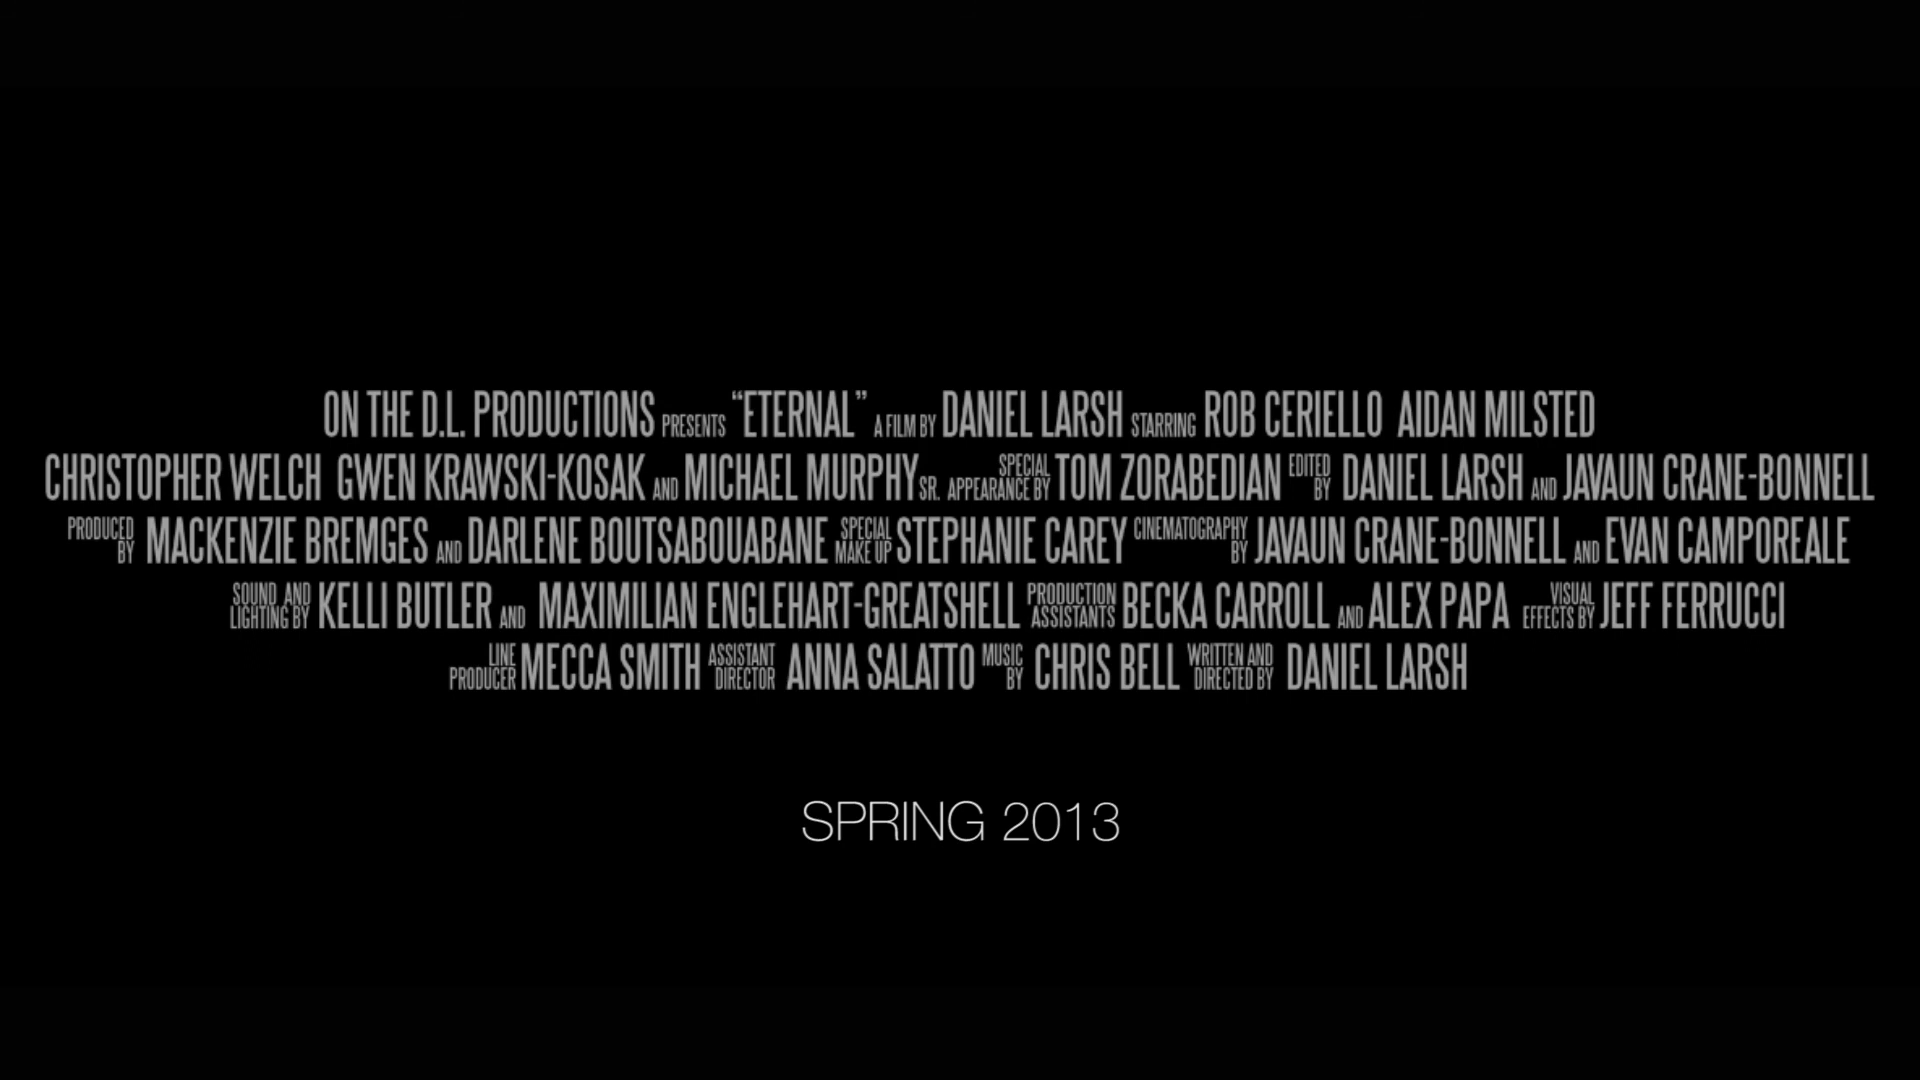 ON THE D.L. PRODUCTIONS PRESENTS “ETERNAL” A FILM BY DANIEL LARSH STARRING ROB CERIELLO AIDAN MILSTED
CHRISTOPHER WELCH GWEN KRAWSKI-KOSAK AND MICHAEL MURPHY SR. SPECIAL APPEARANCE BY TOM ZORABEDIAN EDITED BY DANIEL LARSH AND JAVAUN CRANE-BONNELL
PRODUCED BY MACKENZIE BREMGES AND DARLENE BOUTSABOUABANE SPECIAL MAKE UP STEPHANIE CAREY CINEMATOGRAPHY BY JAVAUN CRANE-BONNELL AND EVAN CAMPOREALE
SOUND AND LIGHTING BY KELLI BUTLER AND MAXIMILIAN ENGLEHART-GREATSHELL PRODUCTION ASSISTANTS BECKA CARROLL AND ALEX PAPA VISUAL EFFECTS BY JEFF FERRUCCI
LINE PRODUCER MECCA SMITH ASSISTANT DIRECTOR ANNA SALATTO MUSIC BY CHRIS BELL WRITTEN AND DIRECTED BY DANIEL LARSH
SPRING 2013